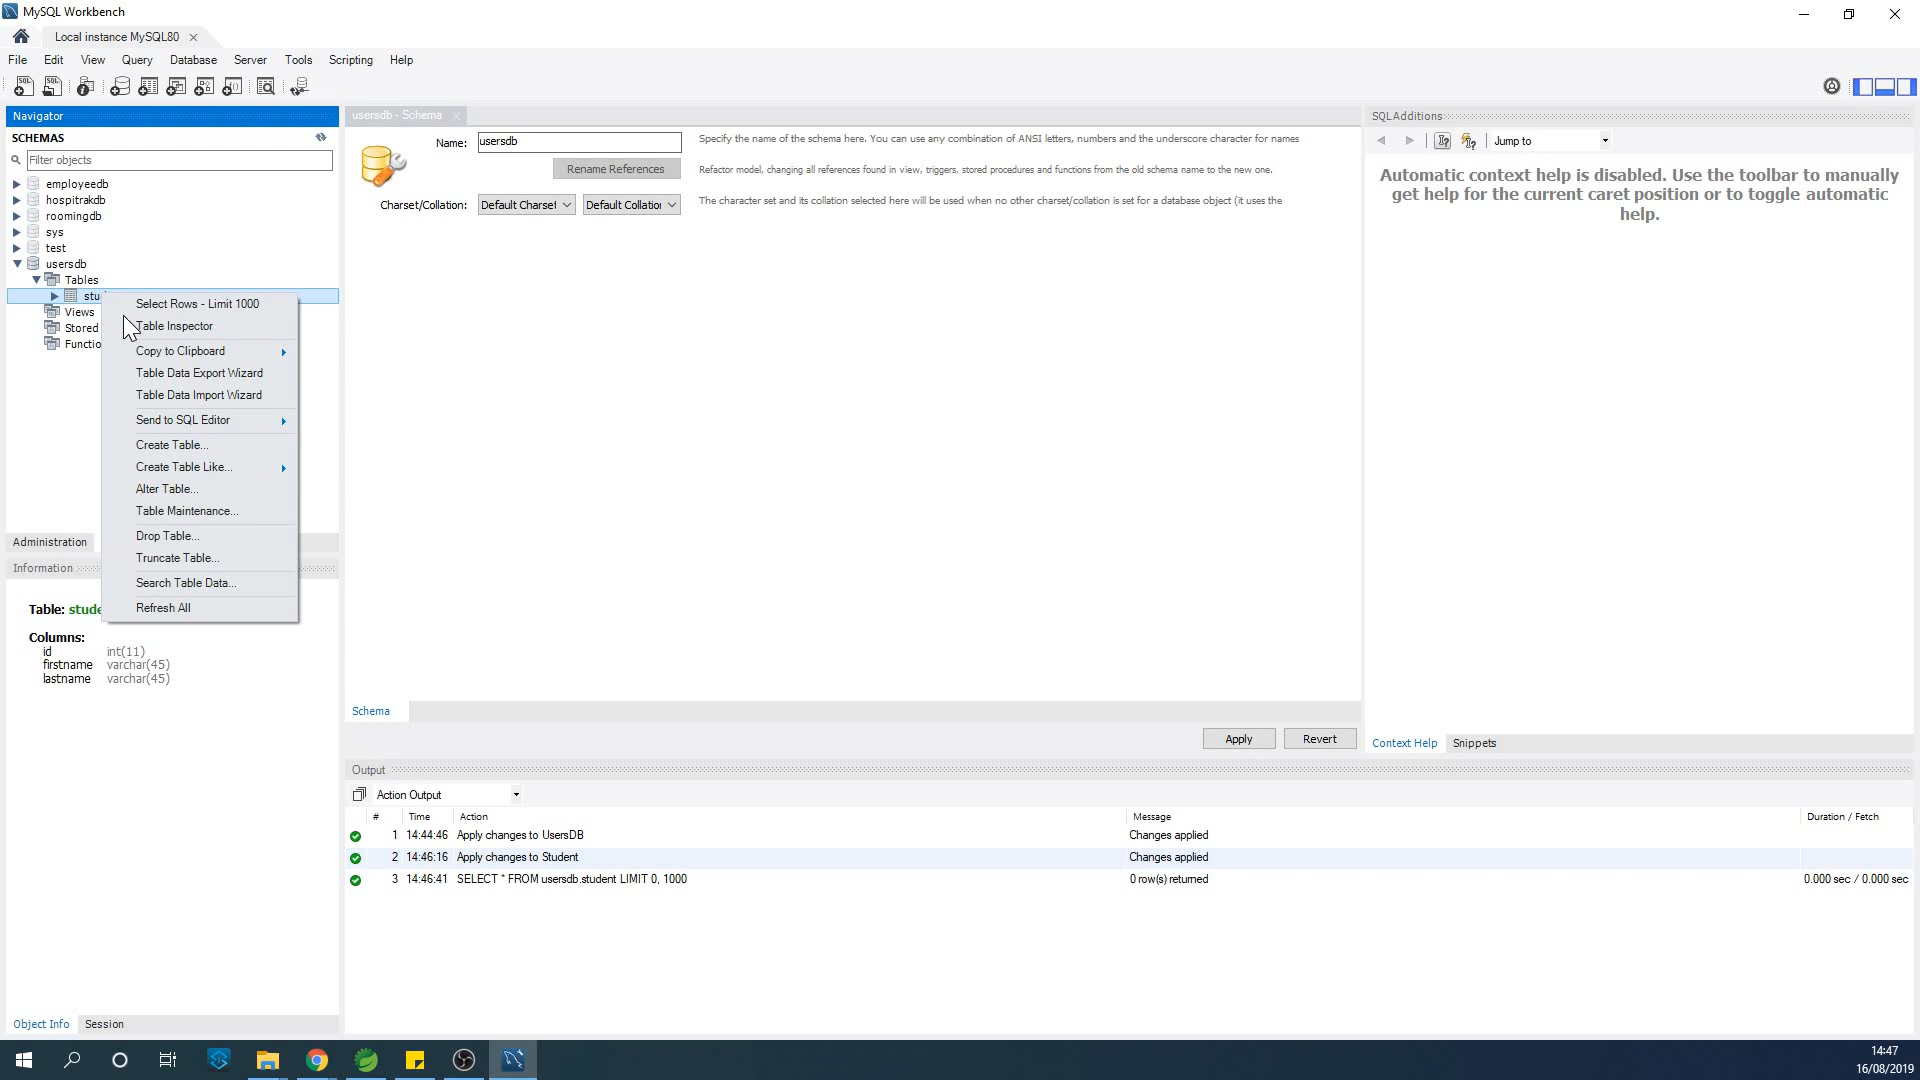 MySQL Workbench
Local instance MySQL80
File Edit View Query Database Server Tools Scripting Help
Navigator
SCHEMAS
Filter objects
employeedb
hospitrakdb
roomingdb
sys
test
usersdb
Tables
Views
Stored
Select Rows - Limit 1000
Table Inspector
Copy to Clipboard
Table Data Export Wizard
Table Data Import Wizard
Send to SQL Editor
Create Table...
Create Table Like...
Alter Table...
Table Maintenance...
Drop Table...
Truncate Table...
Search Table Data...
Refresh All
Administration
Information
Table: stude
Columns:
id int(11)
firstname varchar(45)
lastname varchar(45)
Object Info Session
usersdb - Schema
Name: usersdb Specify the name of the schema here. You can use any combination of ANSI letters, numbers and the underscore character for names
Rename References Refactor model, changing all references found in view, triggers, stored procedures and functions from the old schema name to the new one.
Charset/Collation: Default Charset Default Collation The character set and its collation selected here will be used when no other charset/collation is set for a database object (it uses the
Schema
Apply Revert
SQLAdditions
Jump to
Automatic context help is disabled. Use the toolbar to manually
get help for the current caret position or to toggle automatic
help.
Context Help Snippets
Output
Action Output
# Time Action Message Duration / Fetch
1 14:44:46 Apply changes to UsersDB Changes applied
2 14:46:16 Apply changes to Student Changes applied
3 14:46:41 SELECT * FROM usersdb.student LIMIT 0, 1000 0 row(s) returned 0.000 sec / 0.000 sec
14:47
16/08/2019